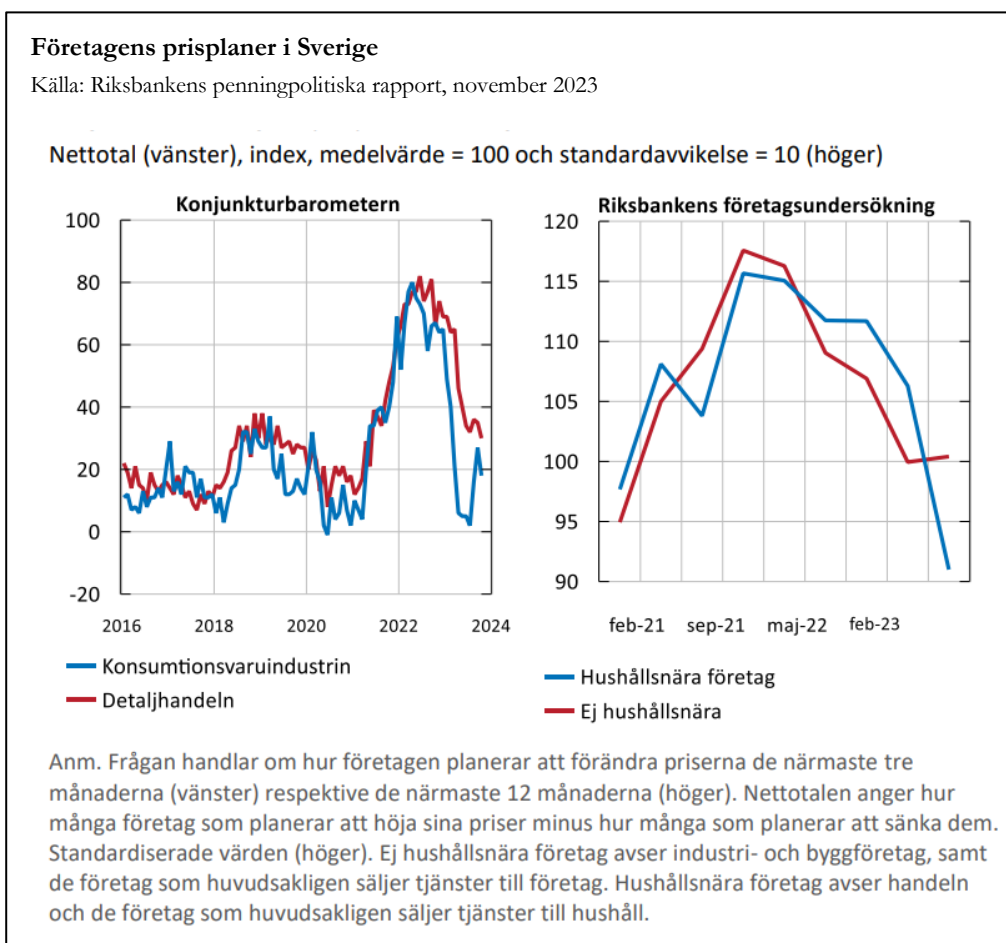 Företagens prisplaner i Sverige
Källa: Riksbankens penningpolitiska rapport, november 2023
Nettotal (vänster), index, medelvärde = 100 och standardavvikelse = 10 (höger)
Konjunkturbarometern
100
80
60
40
20
0
-20
2016 2018 2020 2022 2024
Konsumtionsvaruindustrin
Detaljhandeln
Riksbankens företagsundersökning
120
115
110
105
100
95
90
feb-21 sep-21 maj-22 feb-23
Hushållsnära företag
Ej hushållsnära
Anm. Frågan handlar om hur företagen planerar att förändra priserna de närmaste tre
månaderna (vänster) respektive de närmaste 12 månaderna (höger). Nettotalen anger hur
många företag som planerar att höja sina priser minus hur många som planerar att sänka dem.
Standardiserade värden (höger). Ej hushållsnära företag avser industri- och byggföretag, samt
de företag som huvudsakligen säljer tjänster till företag. Hushållsnära företag avser handeln
och de företag som huvudsakligen säljer tjänster till hushåll.